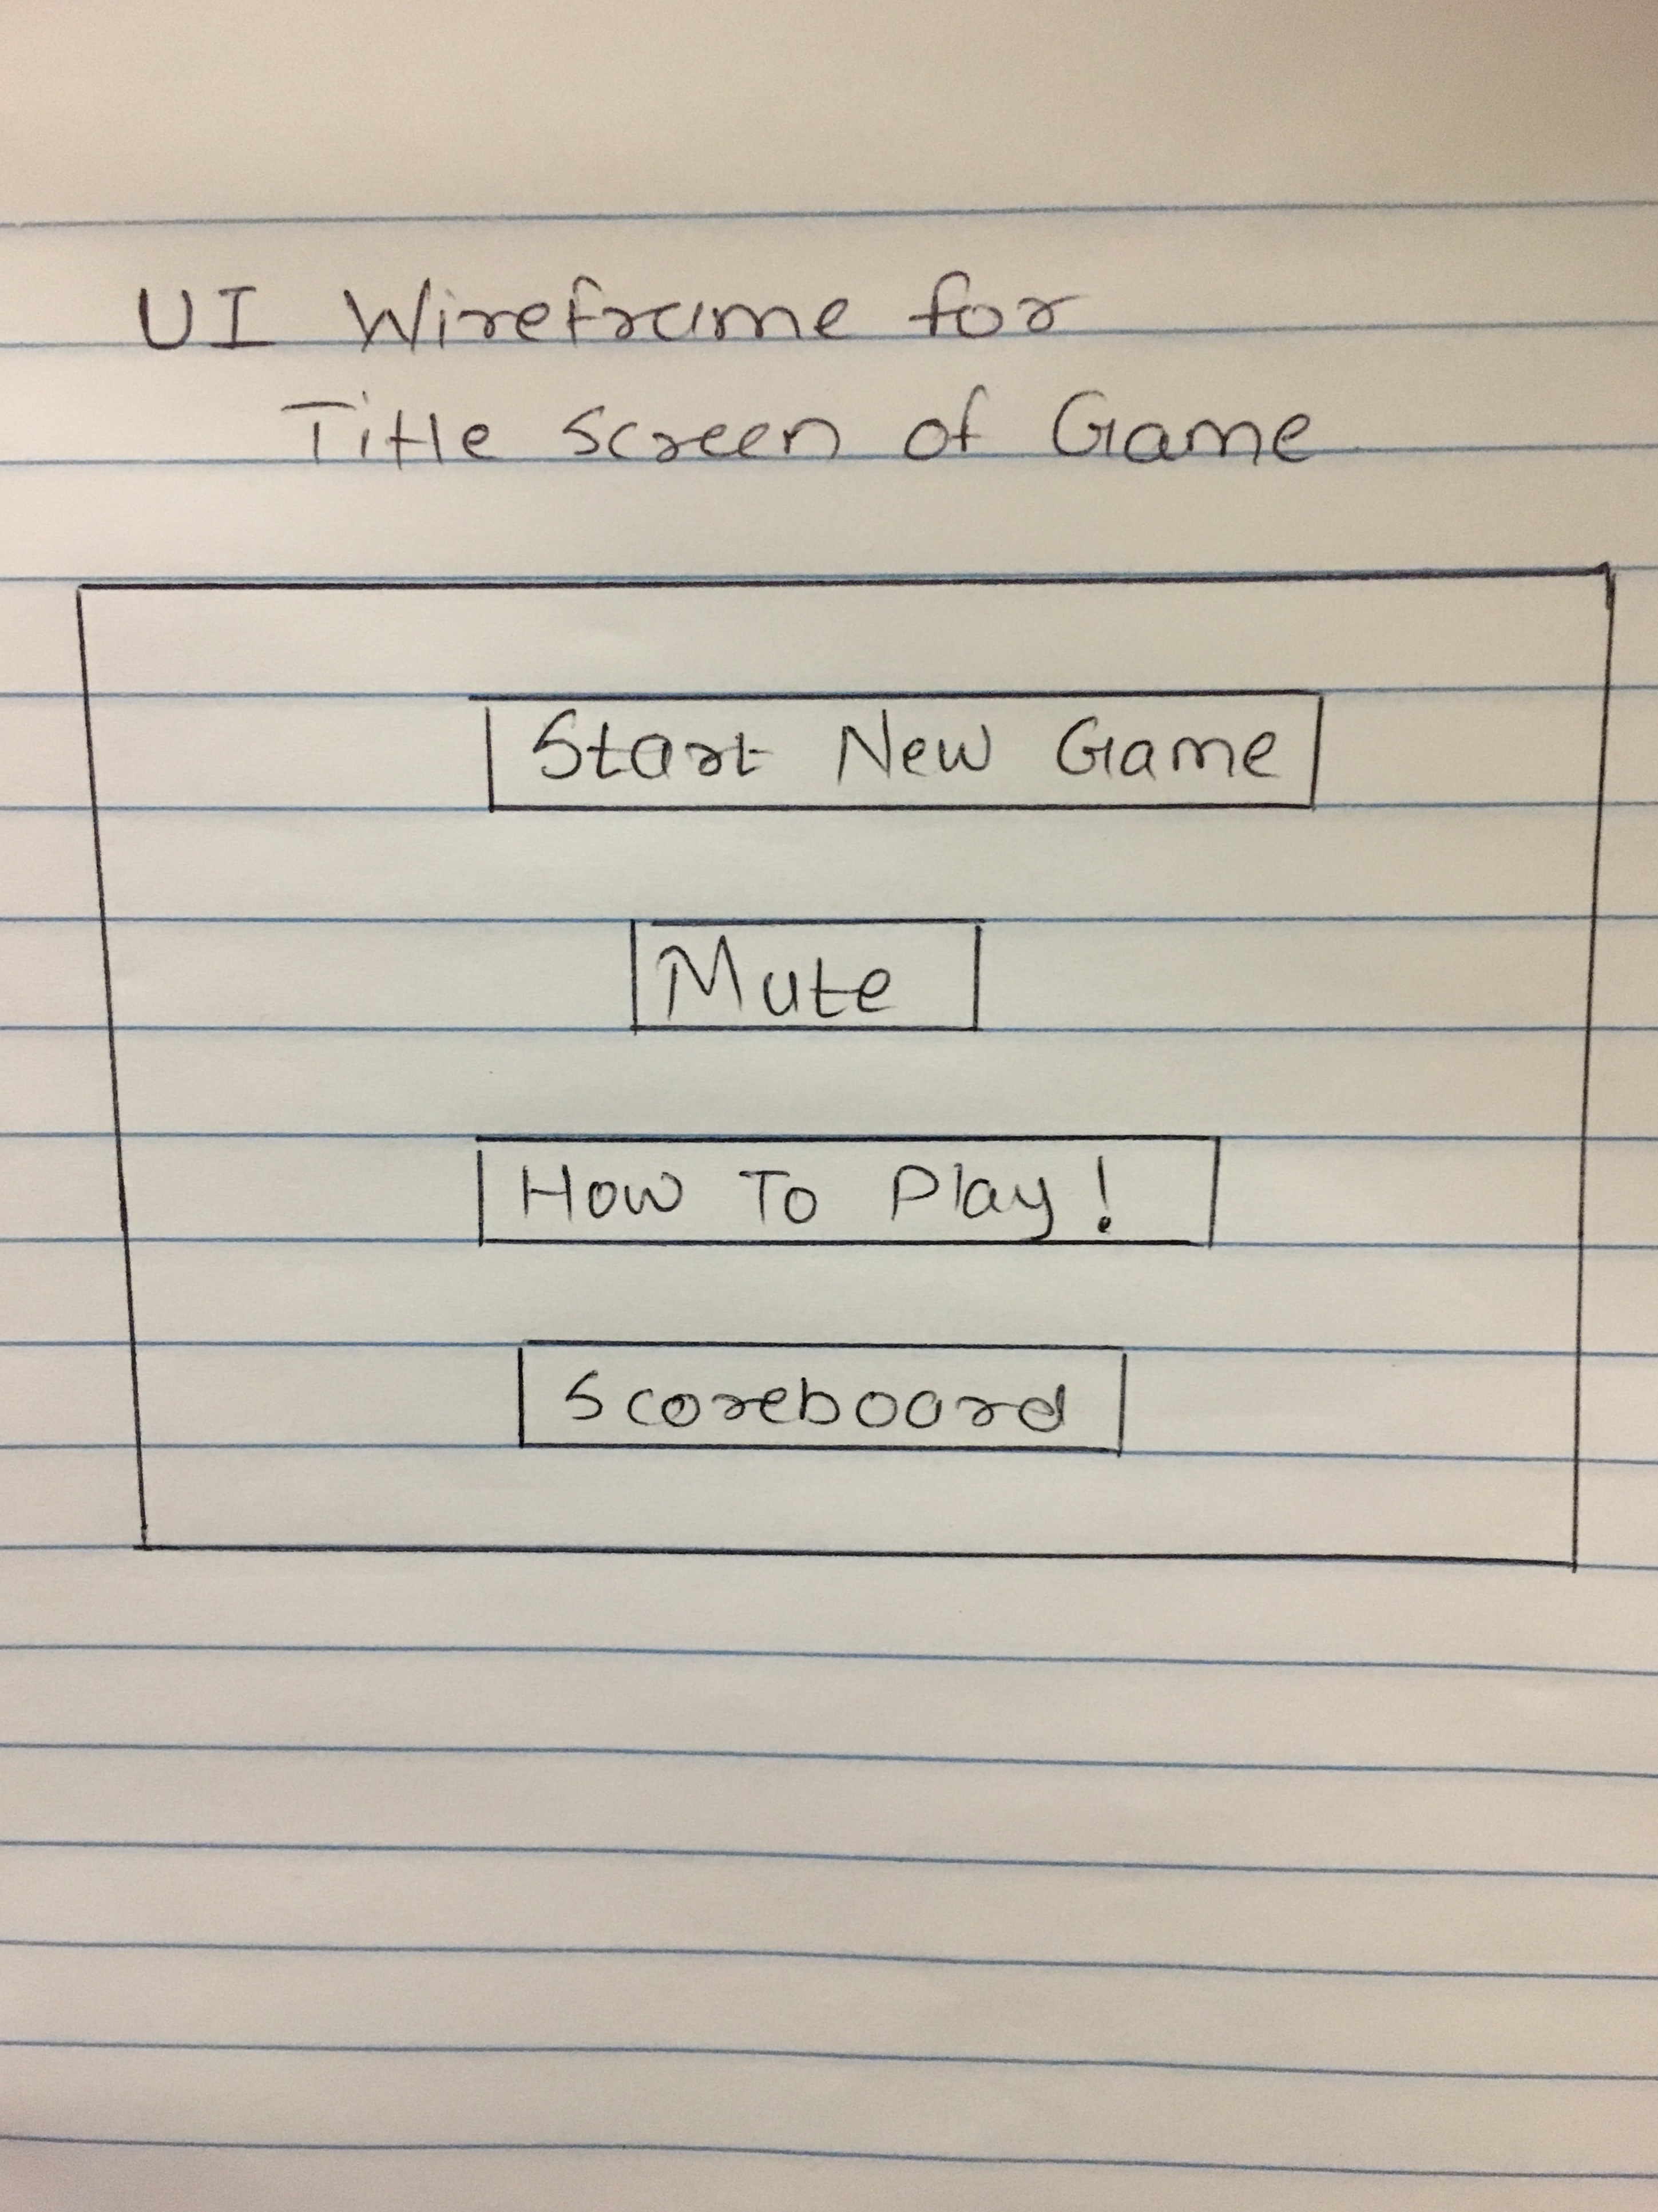 UI Wireframe for
Title Screen of Game
Start New Game
Mute
How To Play!
Scoreboard